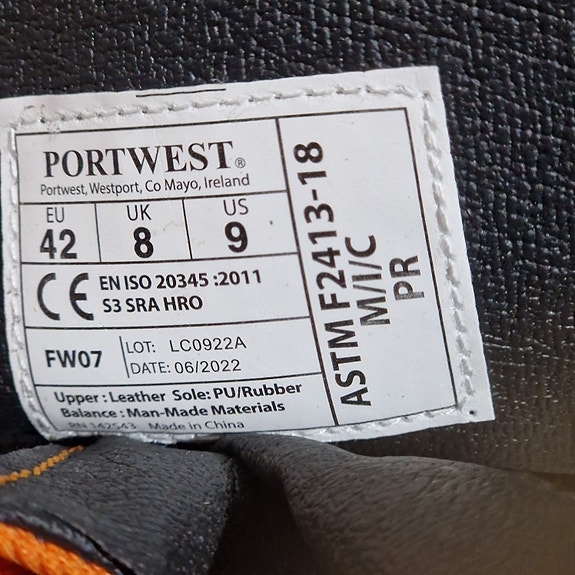 PORTWEST®
Portwest, Westport, Co Mayo, Ireland
EU UK US
42 8 9
CE EN ISO 20345 :2011
S3 SRA HRO
FW07 LOT: LC0922A
DATE: 06/2022
Upper : Leather Sole: PU/Rubber
Balance : Man-Made Materials
RN 142543 Made in China
ASTM F2413-18
M/I/C
PR